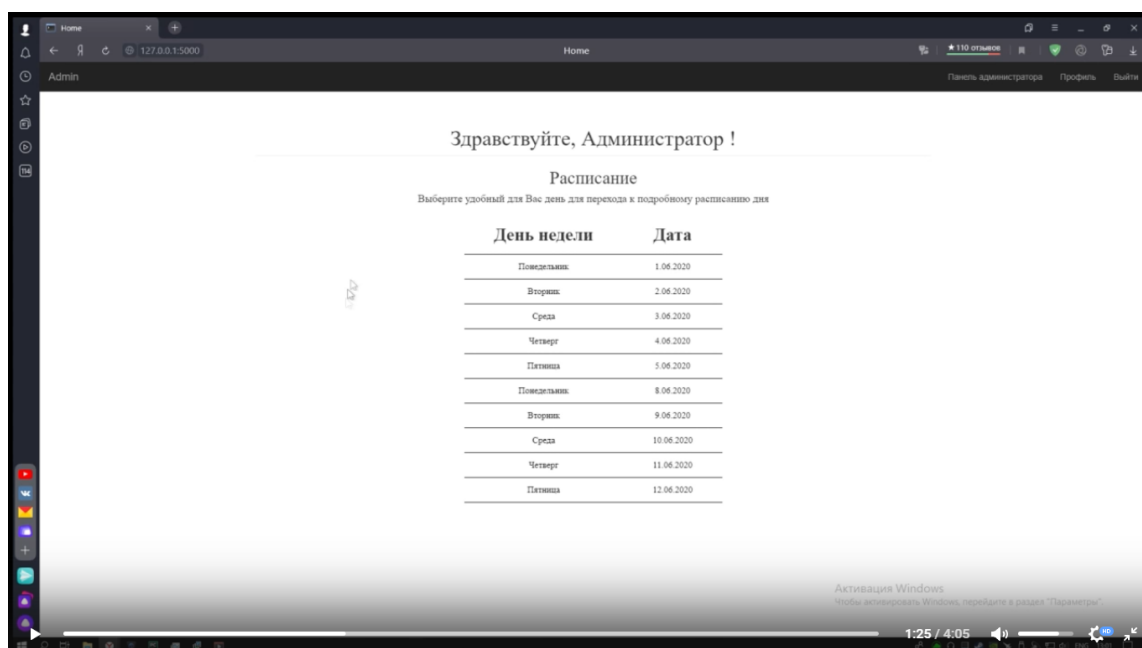 Home
127.0.0.1:5000
Home
★ 110 отзывов
Admin
Панель администратора Профиль Выйти
Здравствуйте, Администратор !
Расписание
Выберите удобный для Вас день для перехода к подробному расписанию дня
День недели Дата
Понедельник 1.06.2020
Вторник 2.06.2020
Среда 3.06.2020
Четверг 4.06.2020
Пятница 5.06.2020
Понедельник 8.06.2020
Вторник 9.06.2020
Среда 10.06.2020
Четверг 11.06.2020
Пятница 12.06.2020
Активация Windows
Чтобы активировать Windows, перейдите в раздел "Параметры".
1:25 / 4:05
HD